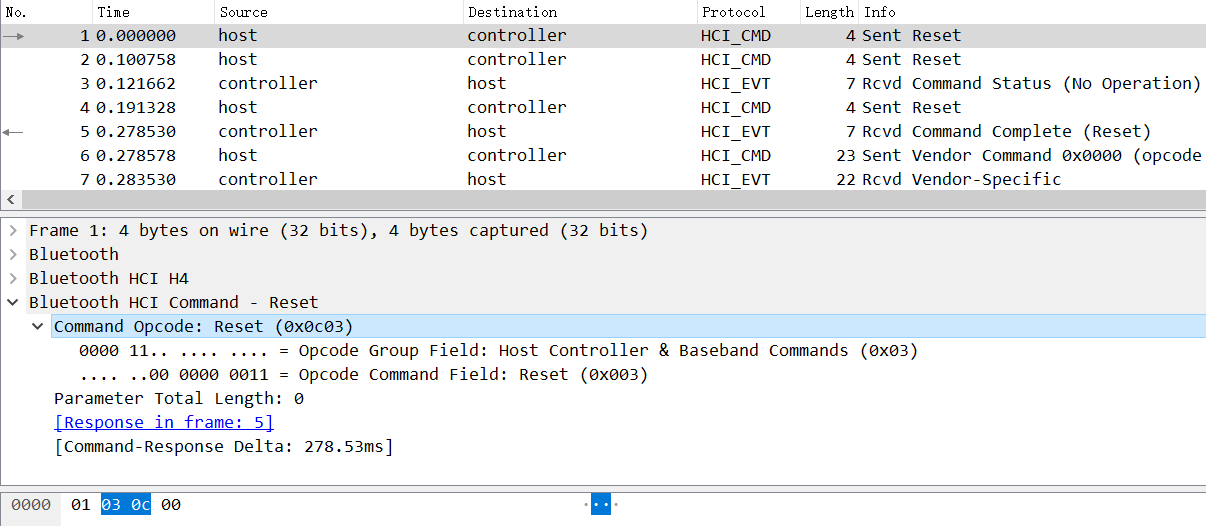 No. Time Source Destination Protocol Length Info
1 0.000000 host controller HCI_CMD 4 Sent Reset
2 0.100758 host controller HCI_CMD 4 Sent Reset
3 0.121662 controller host HCI_EVT 7 Rcvd Command Status (No Operation)
4 0.191328 host controller HCI_CMD 4 Sent Reset
5 0.278530 controller host HCI_EVT 7 Rcvd Command Complete (Reset)
6 0.278578 host controller HCI_CMD 23 Sent Vendor Command 0x0000 (opcode
7 0.283530 controller host HCI_EVT 22 Rcvd Vendor-Specific
Frame 1: 4 bytes on wire (32 bits), 4 bytes captured (32 bits)
Bluetooth
Bluetooth HCI H4
Bluetooth HCI Command - Reset
Command Opcode: Reset (0x0c03)
0000 11.. .... .... = Opcode Group Field: Host Controller & Baseband Commands (0x03)
.... ..00 0000 0011 = Opcode Command Field: Reset (0x003)
Parameter Total Length: 0
[Response in frame: 5]
[Command-Response Delta: 278.53ms]
0000 01 03 0c 00 ····